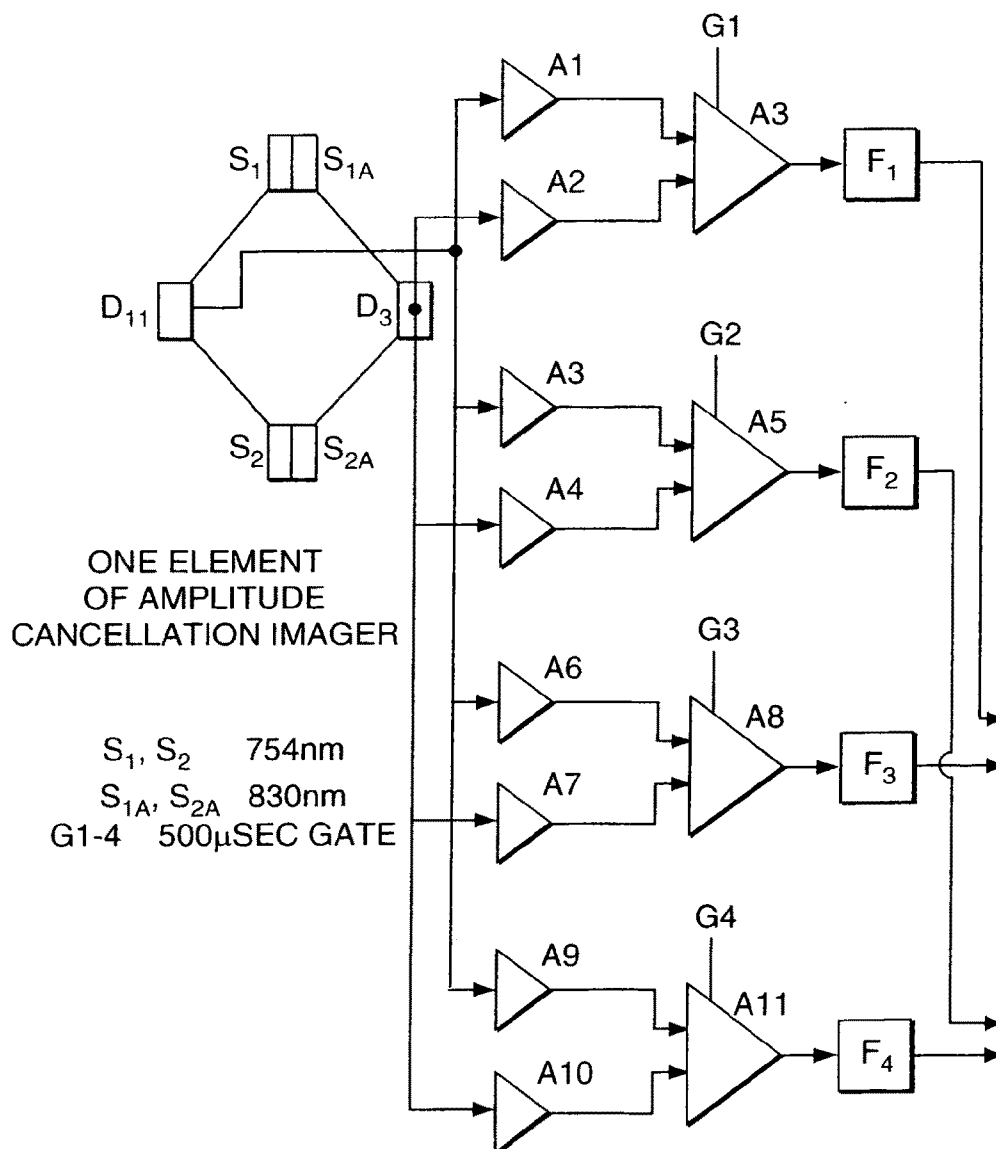 G1
A1
A3
S₁ S₁A
F₁
A2
D₁₁ D₃
G2
A3
A5
S₂ S₂A
F₂
A4
ONE ELEMENT
OF AMPLITUDE
CANCELLATION IMAGER
G3
A6
A8
S₁, S₂ 754nm
F₃
S₁A, S₂A 830nm
A7
G1-4 500μSEC GATE
G4
A9
A11
F₄
A10